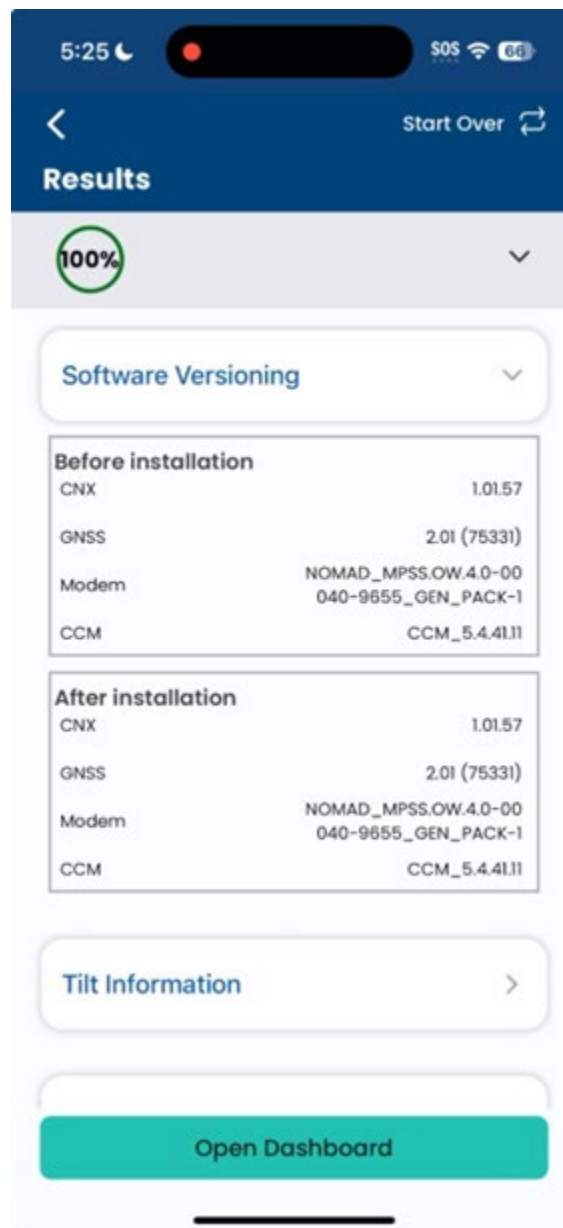 5:25
SOS 66
Start Over
Results
100%
Software Versioning
Before installation
CNX 1.01.57
GNSS 2.01 (75331)
Modem NOMAD_MPSS.OW.4.0-00
040-9655_GEN_PACK-1
CCM CCM_5.4.41.11
After installation
CNX 1.01.57
GNSS 2.01 (75331)
Modem NOMAD_MPSS.OW.4.0-00
040-9655_GEN_PACK-1
CCM CCM_5.4.41.11
Tilt Information
Open Dashboard